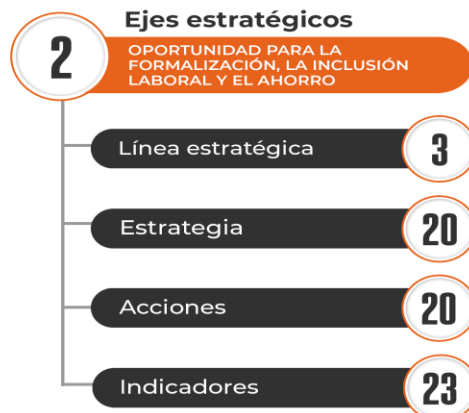 Ejes estratégicos
2
OPORTUNIDAD PARA LA
FORMALIZACIÓN, LA INCLUSIÓN
LABORAL Y EL AHORRO
Línea estratégica 3
Estrategia 20
Acciones 20
Indicadores 23